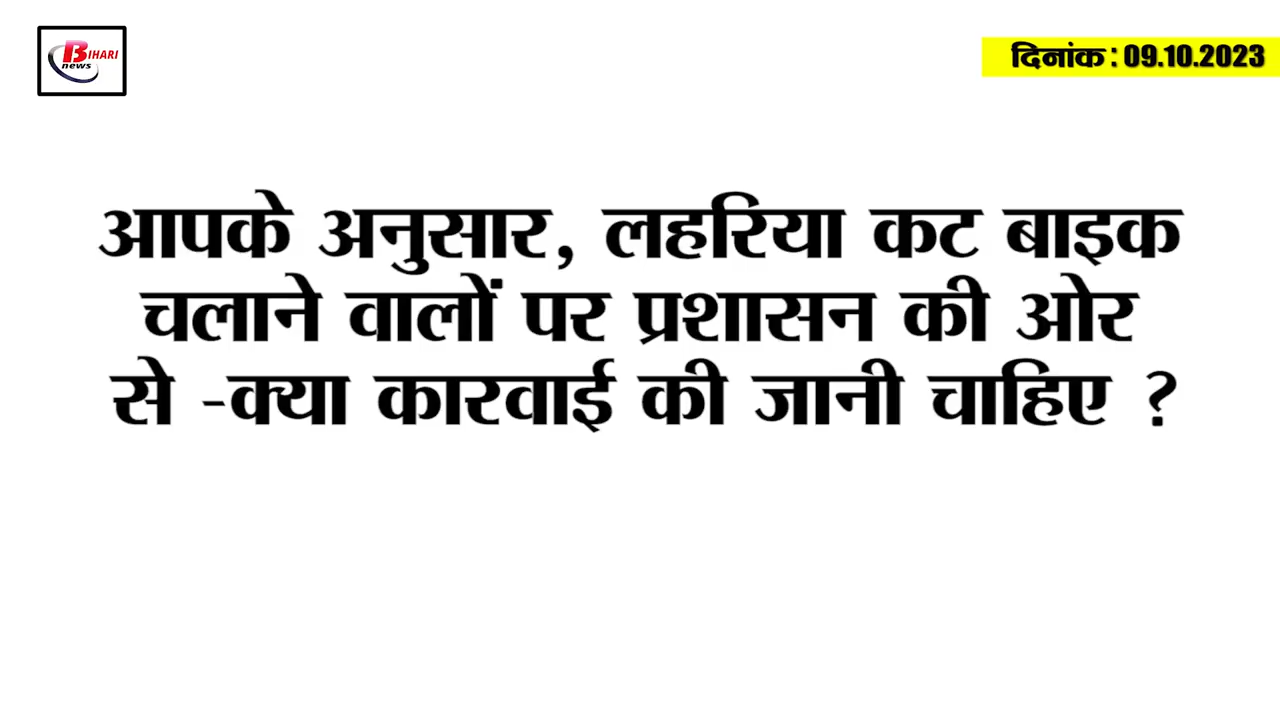 BIHARI
news
दिनांक : 09.10.2023
आपके अनुसार, लहरिया कट बाइक
चलाने वालों पर प्रशासन की ओर
से -क्या कारवाई की जानी चाहिए ?